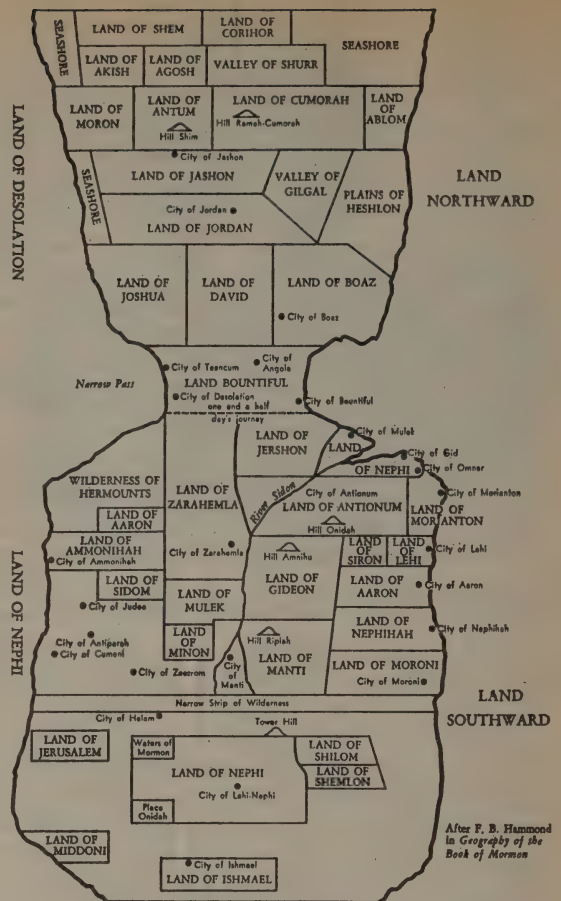 SEASHORE
LAND OF SHEM
LAND OF
CORIHOR
SEASHORE
LAND OF
AKISH
LAND OF
AGOSH
VALLEY OF SHURR
LAND OF
MORON
LAND OF
ANTUM
Hill Shim
LAND OF CUMORAH
Hill Ramah-Cumorah
LAND
OF
ABLOM
LAND OF DESOLATION
City of Jashon
SEASHORE
LAND OF JASHON
VALLEY
OF
GILGAL
PLAINS OF
HESHLON
LAND
NORTHWARD
City of Jordan
LAND OF JORDAN
LAND OF
JOSHUA
LAND OF
DAVID
LAND OF BOAZ
City of Boaz
Narrow Pass
City of Teancum
City of
Angola
LAND BOUNTIFUL
City of Desolation
one and a half
day's journey
City of Bountiful
City of Mulek
LAND OF
JERSHON
LAND
OF NEPHI
City of Gid
City of Omner
City of Morianton
WILDERNESS OF
HERMOUNTS
LAND OF
ZARAHEMLA
River Sidon
City of Antionum
LAND OF ANTIONUM
Hill Onidah
LAND OF
MORIANTON
LAND OF
AARON
LAND OF
AMMONIHAH
City of Ammonihah
City of Zarahemla
Hill Amnihu
LAND OF
GIDEON
LAND
OF
SIRON
LAND
OF
LEHI
City of Lehi
LAND OF NEPHI
LAND OF
SIDOM
City of Judea
LAND OF
MULEK
LAND OF
AARON
City of Aaron
City of Antiparah
City of Cumeni
LAND
OF
MINON
Hill Riplah
LAND OF
MANTI
LAND OF
NEPHIHAH
City of Nephihah
City of Zeezrom
City
of
Manti
LAND OF MORONI
City of Moroni
Narrow Strip of Wilderness
LAND
SOUTHWARD
City of Helam
Tower Hill
LAND OF
JERUSALEM
Waters of
Mormon
LAND OF NEPHI
City of Lehi-Nephi
LAND OF
SHILOM
LAND OF
SHEMLON
Place
Onidah
LAND OF
MIDDONI
City of Ishmael
LAND OF ISHMAEL
After F. B. Hammond
in Geography of the
Book of Mormon